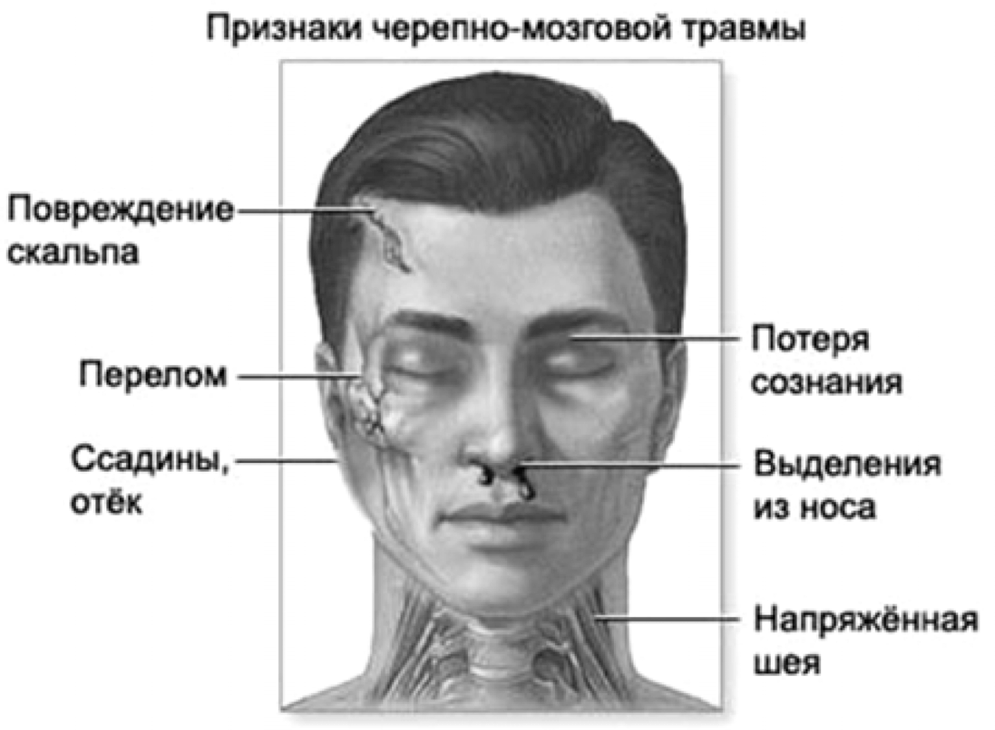 Признаки черепно-мозговой травмы
Повреждение
скальпа
Перелом
Ссадины,
отёк
Потеря
сознания
Выделения
из носа
Напряжённая
шея